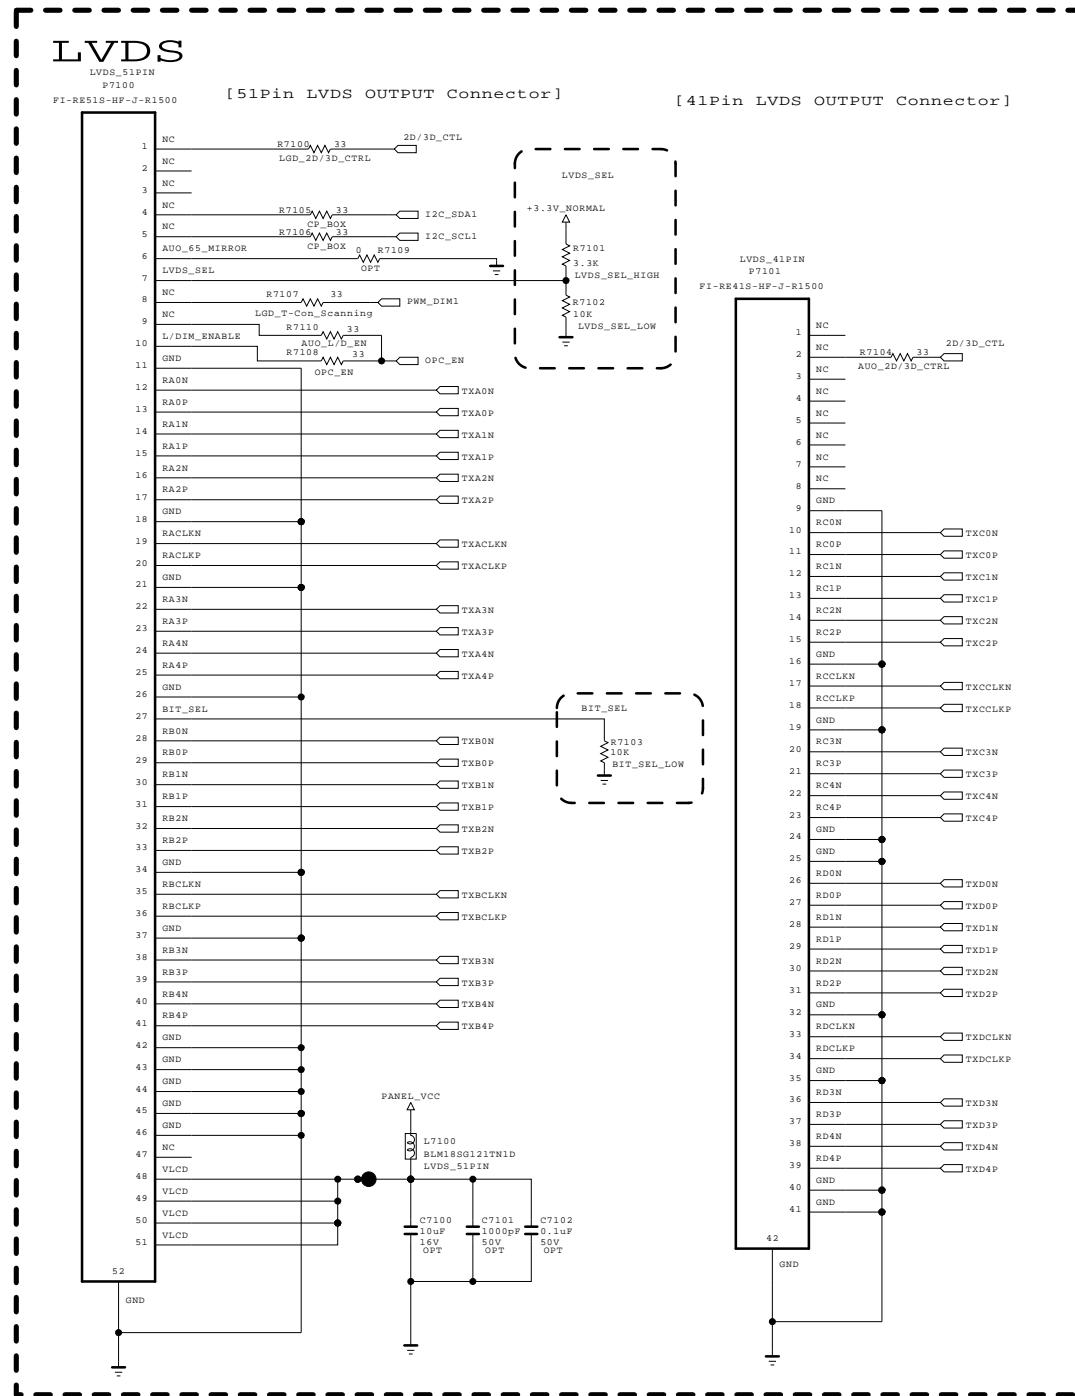 LVDS
LVDS_51PIN
P7100
FI-RE51S-HF-J-R1500
[51Pin LVDS OUTPUT Connector]
1 NC R7100 33 2D/3D_CTL
LGD_2D/3D_CTRL
2 NC
3 NC
4 NC R7105 33 I2C_SDA1
CP_BOX
5 NC R7106 33 I2C_SCL1
CP_BOX
6 AUO_65_MIRROR 0 R7109
OPT
7 LVDS_SEL
8 NC R7107 33 PWM_DIM1
LGD_T-Con_Scanning
9 NC R7110 33
AUO_L/D_EN
10 L/DIM_ENABLE R7108 33 OPC_EN
OPC_EN
11 GND
12 RA0N TXA0N
13 RA0P TXA0P
14 RA1N TXA1N
15 RA1P TXA1P
16 RA2N TXA2N
17 RA2P TXA2P
18 GND
19 RACLKN TXACLKN
20 RACLKP TXACLKP
21 GND
22 RA3N TXA3N
23 RA3P TXA3P
24 RA4N TXA4N
25 RA4P TXA4P
26 GND
27 BIT_SEL
28 RB0N TXB0N
29 RB0P TXB0P
30 RB1N TXB1N
31 RB1P TXB1P
32 RB2N TXB2N
33 RB2P TXB2P
34 GND
35 RBCLKN TXBCLKN
36 RBCLKP TXBCLKP
37 GND
38 RB3N TXB3N
39 RB3P TXB3P
40 RB4N TXB4N
41 RB4P TXB4P
42 GND
43 GND
44 GND
45 GND
46 GND
47 NC
48 VLCD
49 VLCD
50 VLCD
51 VLCD
52
GND
LVDS_SEL
+3.3V_NORMAL
R7101
3.3K
LVDS_SEL_HIGH
R7102
10K
LVDS_SEL_LOW
BIT_SEL
R7103
10K
BIT_SEL_LOW
PANEL_VCC
L7100
BLM18SG121TN1D
LVDS_51PIN
C7100 C7101 C7102
10uF 1000pF 0.1uF
16V 50V 50V
OPT OPT OPT
[41Pin LVDS OUTPUT Connector]
LVDS_41PIN
P7101
FI-RE41S-HF-J-R1500
1 NC
2 NC R7104 33 2D/3D_CTL
AUO_2D/3D_CTRL
3 NC
4 NC
5 NC
6 NC
7 NC
8 NC
9 GND
10 RC0N TXC0N
11 RC0P TXC0P
12 RC1N TXC1N
13 RC1P TXC1P
14 RC2N TXC2N
15 RC2P TXC2P
16 GND
17 RCCLKN TXCCLKN
18 RCCLKP TXCCLKP
19 GND
20 RC3N TXC3N
21 RC3P TXC3P
22 RC4N TXC4N
23 RC4P TXC4P
24 GND
25 GND
26 RD0N TXD0N
27 RD0P TXD0P
28 RD1N TXD1N
29 RD1P TXD1P
30 RD2N TXD2N
31 RD2P TXD2P
32 GND
33 RDCLKN TXDCLKN
34 RDCLKP TXDCLKP
35 GND
36 RD3N TXD3N
37 RD3P TXD3P
38 RD4N TXD4N
39 RD4P TXD4P
40 GND
41 GND
42
GND